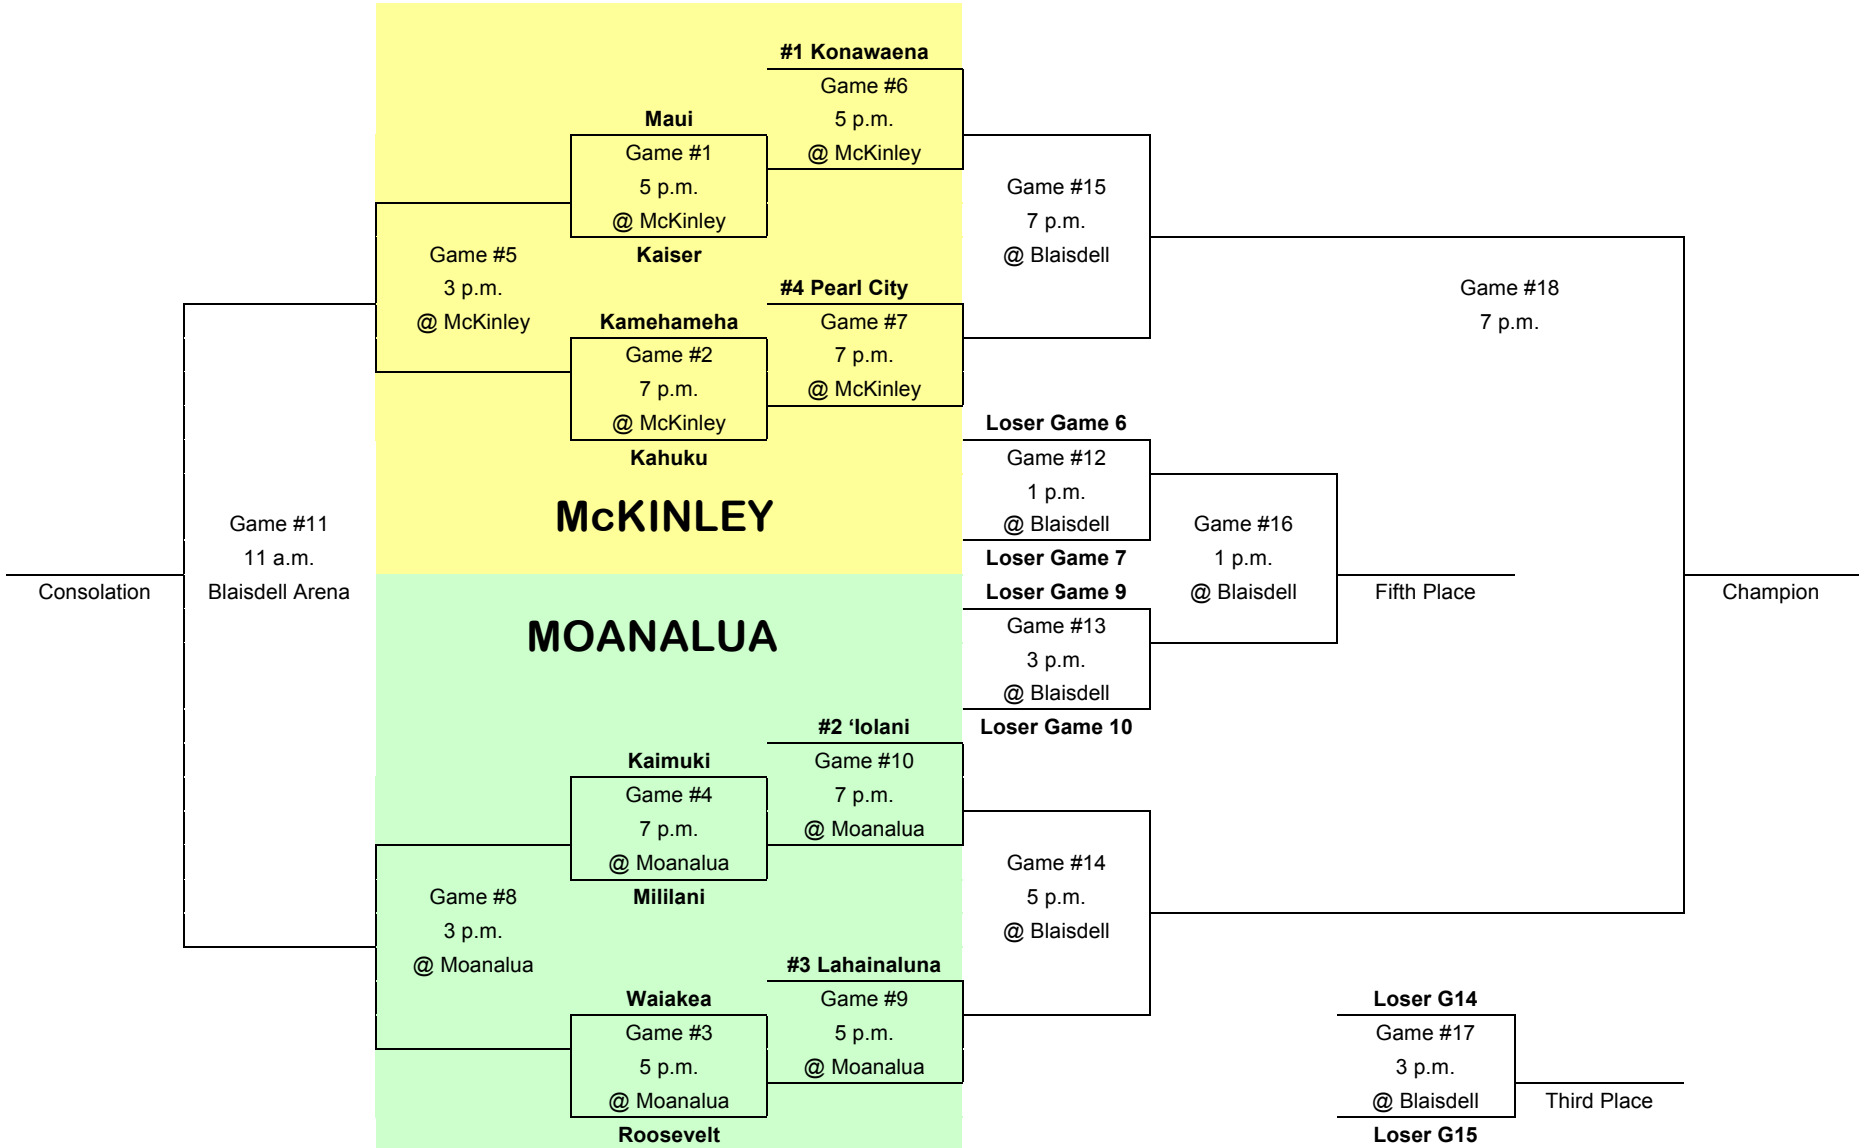 #1 Konawaena
Game #6
5 p.m.
@ McKinley
Maui
Game #1
5 p.m.
@ McKinley
Kaiser
Game #15
7 p.m.
@ Blaisdell
Game #5
3 p.m.
@ McKinley
#4 Pearl City
Game #7
7 p.m.
@ McKinley
Kamehameha
Game #2
7 p.m.
@ McKinley
Kahuku
Game #18
7 p.m.
Loser Game 6
Game #12
1 p.m.
@ Blaisdell
Loser Game 7
McKINLEY
Game #11
11 a.m.
Blaisdell Arena
Consolation
Game #16
1 p.m.
@ Blaisdell
Fifth Place
Champion
Loser Game 9
Game #13
3 p.m.
@ Blaisdell
Loser Game 10
MOANALUA
#2 ‘Iolani
Game #10
7 p.m.
@ Moanalua
Kaimuki
Game #4
7 p.m.
@ Moanalua
Mililani
Game #14
5 p.m.
@ Blaisdell
Game #8
3 p.m.
@ Moanalua
#3 Lahainaluna
Game #9
5 p.m.
@ Moanalua
Waiakea
Game #3
5 p.m.
@ Moanalua
Roosevelt
Loser G14
Game #17
3 p.m.
@ Blaisdell
Loser G15
Third Place